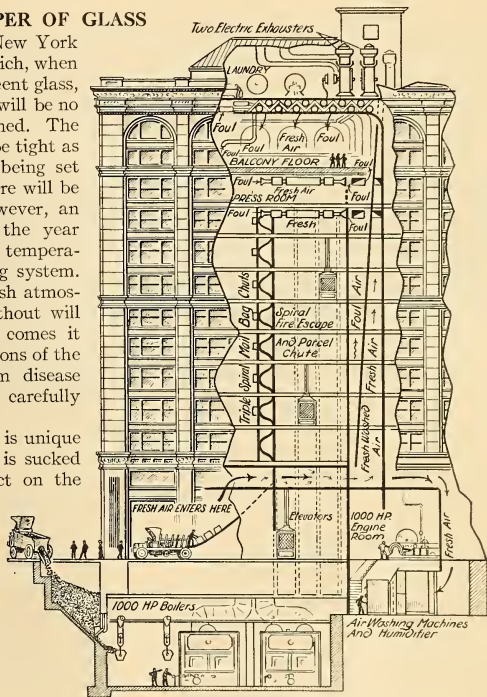 PER OF GLASS
New York
ich, when
ent glass,
will be no
ned. The
be tight as
being set
re will be
wever, an
the year
tempera-
g system.
sh atmos-
thout will
comes it
ons of the
m disease
carefully
is unique
is sucked
ct on the
Two Electric Exhausters
LAUNDRY
Foul
Foul
Foul
Fresh Air
Foul
Foul
BALCONY FLOOR
Foul
Foul
Fresh Air
PRESS ROOM
Foul
Foul
Fresh
Foul
Triple Spiral Mail Bag Chuts
Spiral
Fire Escape
And Parcel
Chute
Foul Air
Fresh Air
Fresh Washed
FRESH AIR ENTERS HERE
Elevators
1000 H.P.
Engine
Room
Fresh Air
1000 HP Boilers
Air Washing Machines
And Humidifier